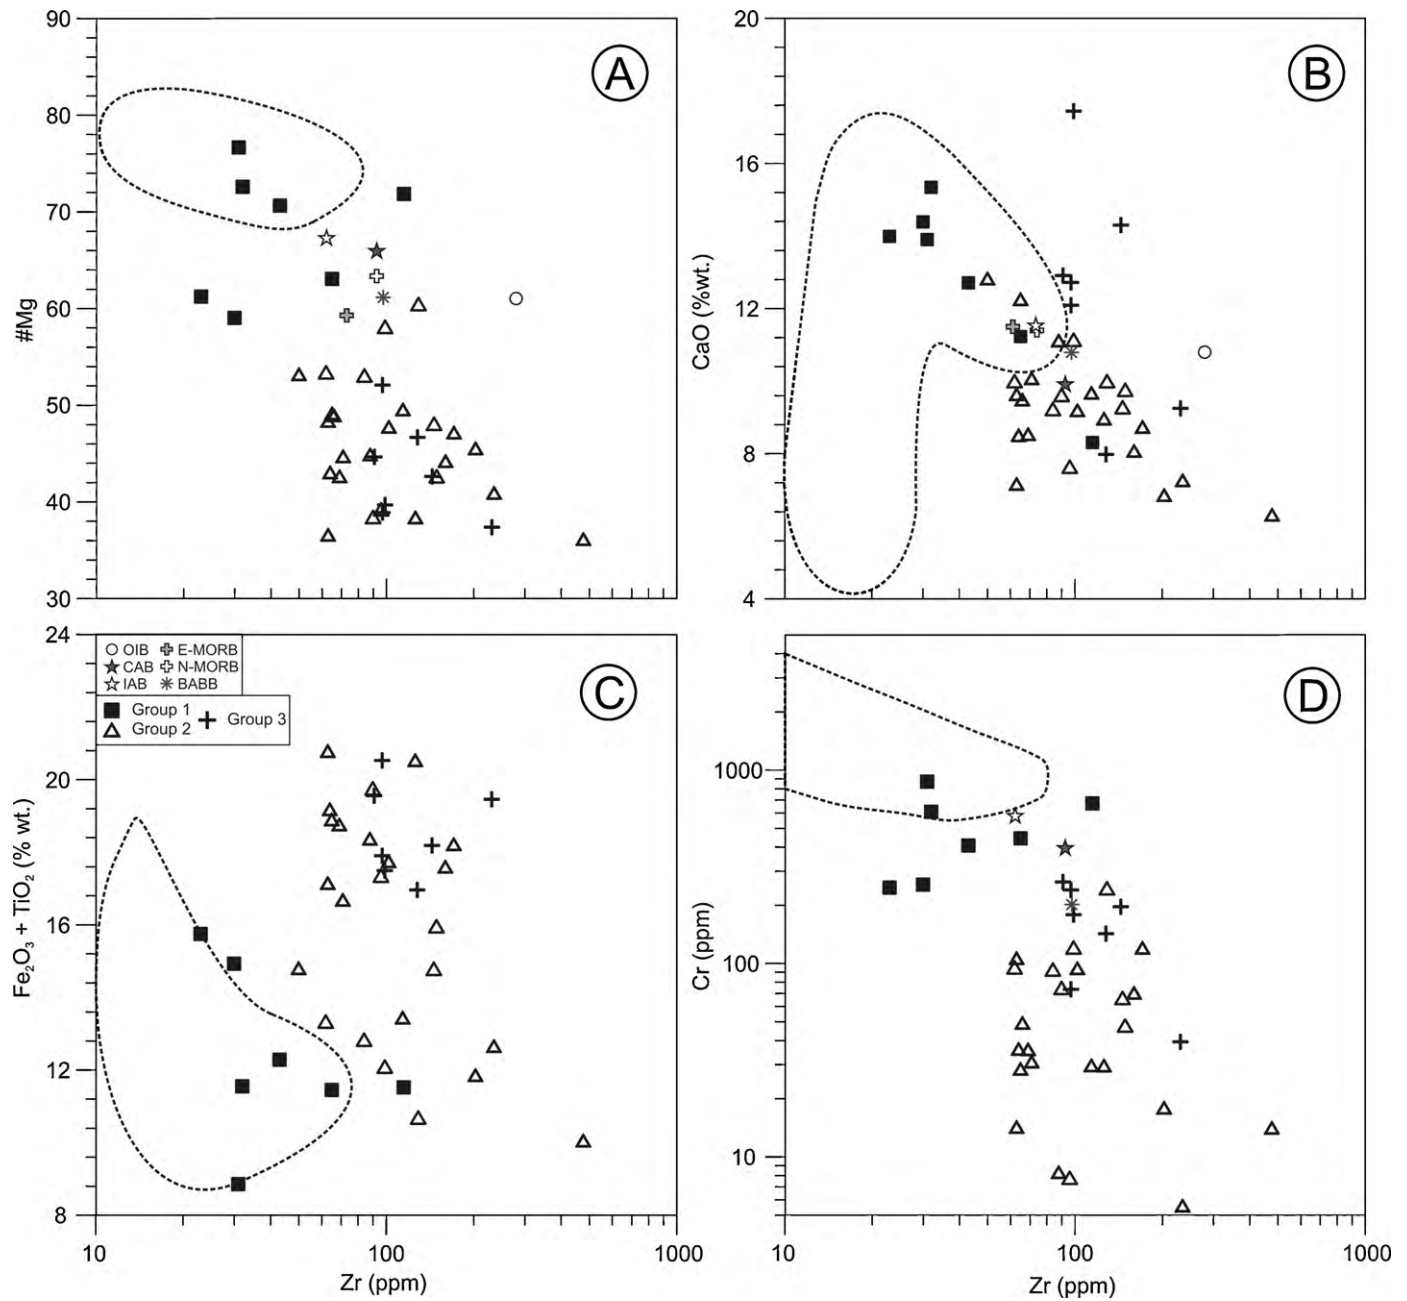 90
80
70
60
50
40
30
#Mg
A
20
16
12
8
4
CaO (%wt.)
B
24
20
16
12
8
Fe₂O₃ + TiO₂ (% wt.)
OIB E-MORB
CAB N-MORB
IAB BABB
Group 1
Group 2
Group 3
C
10 100 1000
Zr (ppm)
1000
100
10
Cr (ppm)
D
10 100 1000
Zr (ppm)